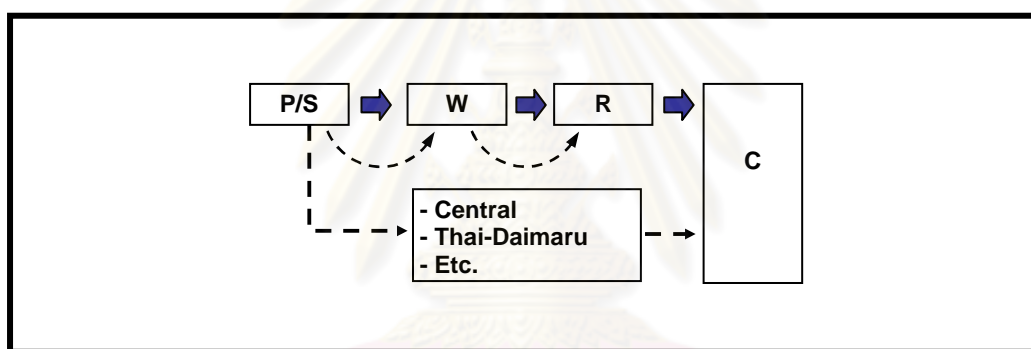 P/S
W
R
C
- Central
- Thai-Daimaru
- Etc.